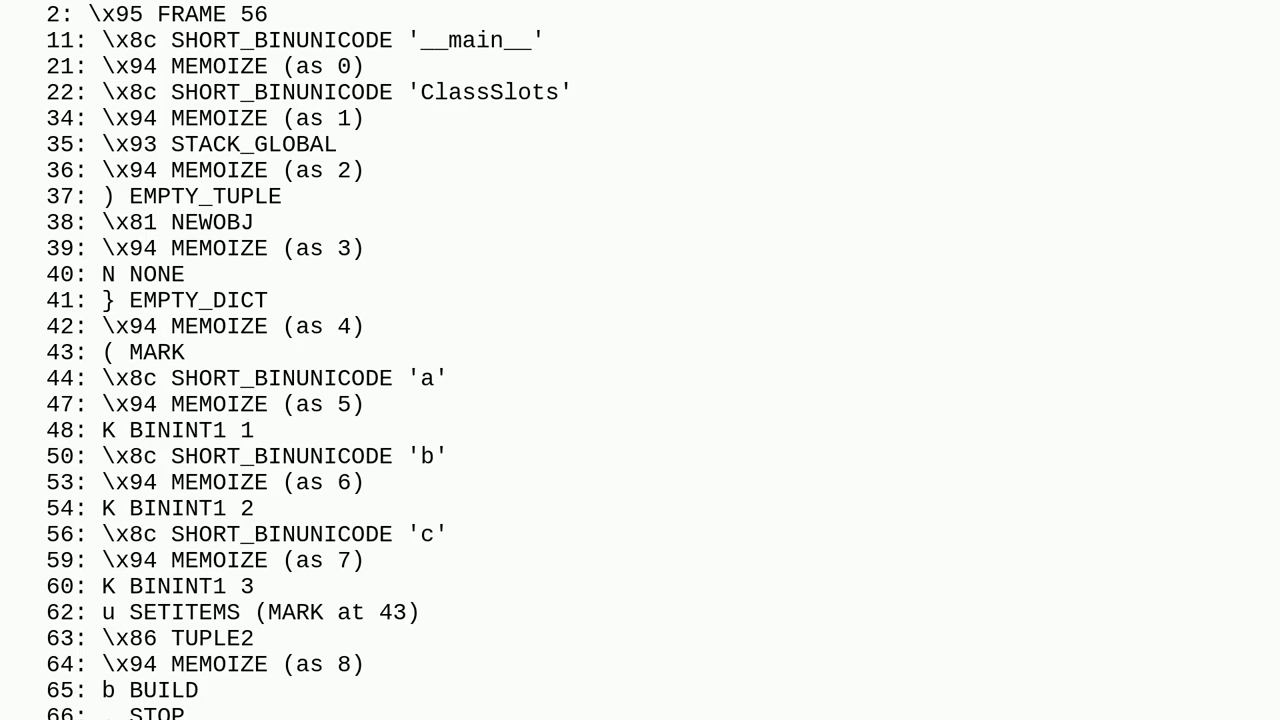 2: \x95 FRAME 56
11: \x8c SHORT_BINUNICODE '__main__'
21: \x94 MEMOIZE (as 0)
22: \x8c SHORT_BINUNICODE 'ClassSlots'
34: \x94 MEMOIZE (as 1)
35: \x93 STACK_GLOBAL
36: \x94 MEMOIZE (as 2)
37: ) EMPTY_TUPLE
38: \x81 NEWOBJ
39: \x94 MEMOIZE (as 3)
40: N NONE
41: } EMPTY_DICT
42: \x94 MEMOIZE (as 4)
43: ( MARK
44: \x8c SHORT_BINUNICODE 'a'
47: \x94 MEMOIZE (as 5)
48: K BININT1 1
50: \x8c SHORT_BINUNICODE 'b'
53: \x94 MEMOIZE (as 6)
54: K BININT1 2
56: \x8c SHORT_BINUNICODE 'c'
59: \x94 MEMOIZE (as 7)
60: K BININT1 3
62: u SETITEMS (MARK at 43)
63: \x86 TUPLE2
64: \x94 MEMOIZE (as 8)
65: b BUILD
66: . STOP